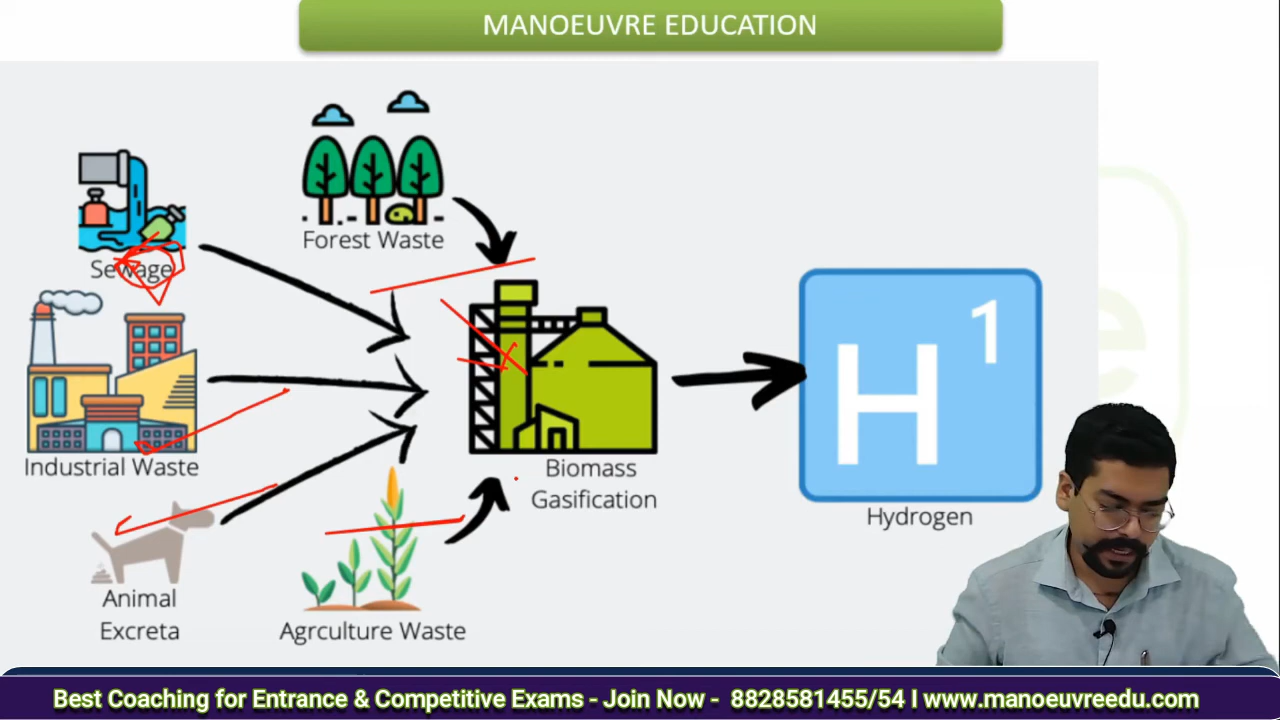 MANOEUVRE EDUCATION
Forest Waste
Sewage
Industrial Waste
Biomass
Gasification
1
H
Hydrogen
Animal
Excreta
Agrculture Waste
e
Best Coaching for Entrance & Competitive Exams - Join Now - 8828581455/54 I www.manoeuvreedu.com